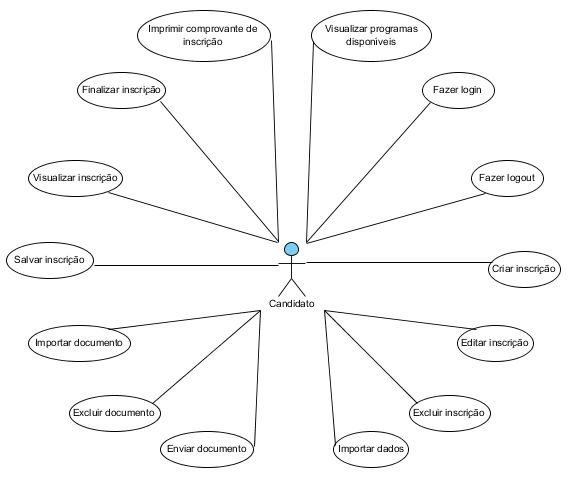 Imprimir comprovante de
inscrição
Visualizar programas
disponíveis
Finalizar inscrição
Fazer login
Visualizar inscrição
Fazer logout
Salvar inscrição
Criar inscrição
Candidato
Importar documento
Editar inscrição
Excluir documento
Excluir inscrição
Enviar documento
Importar dados